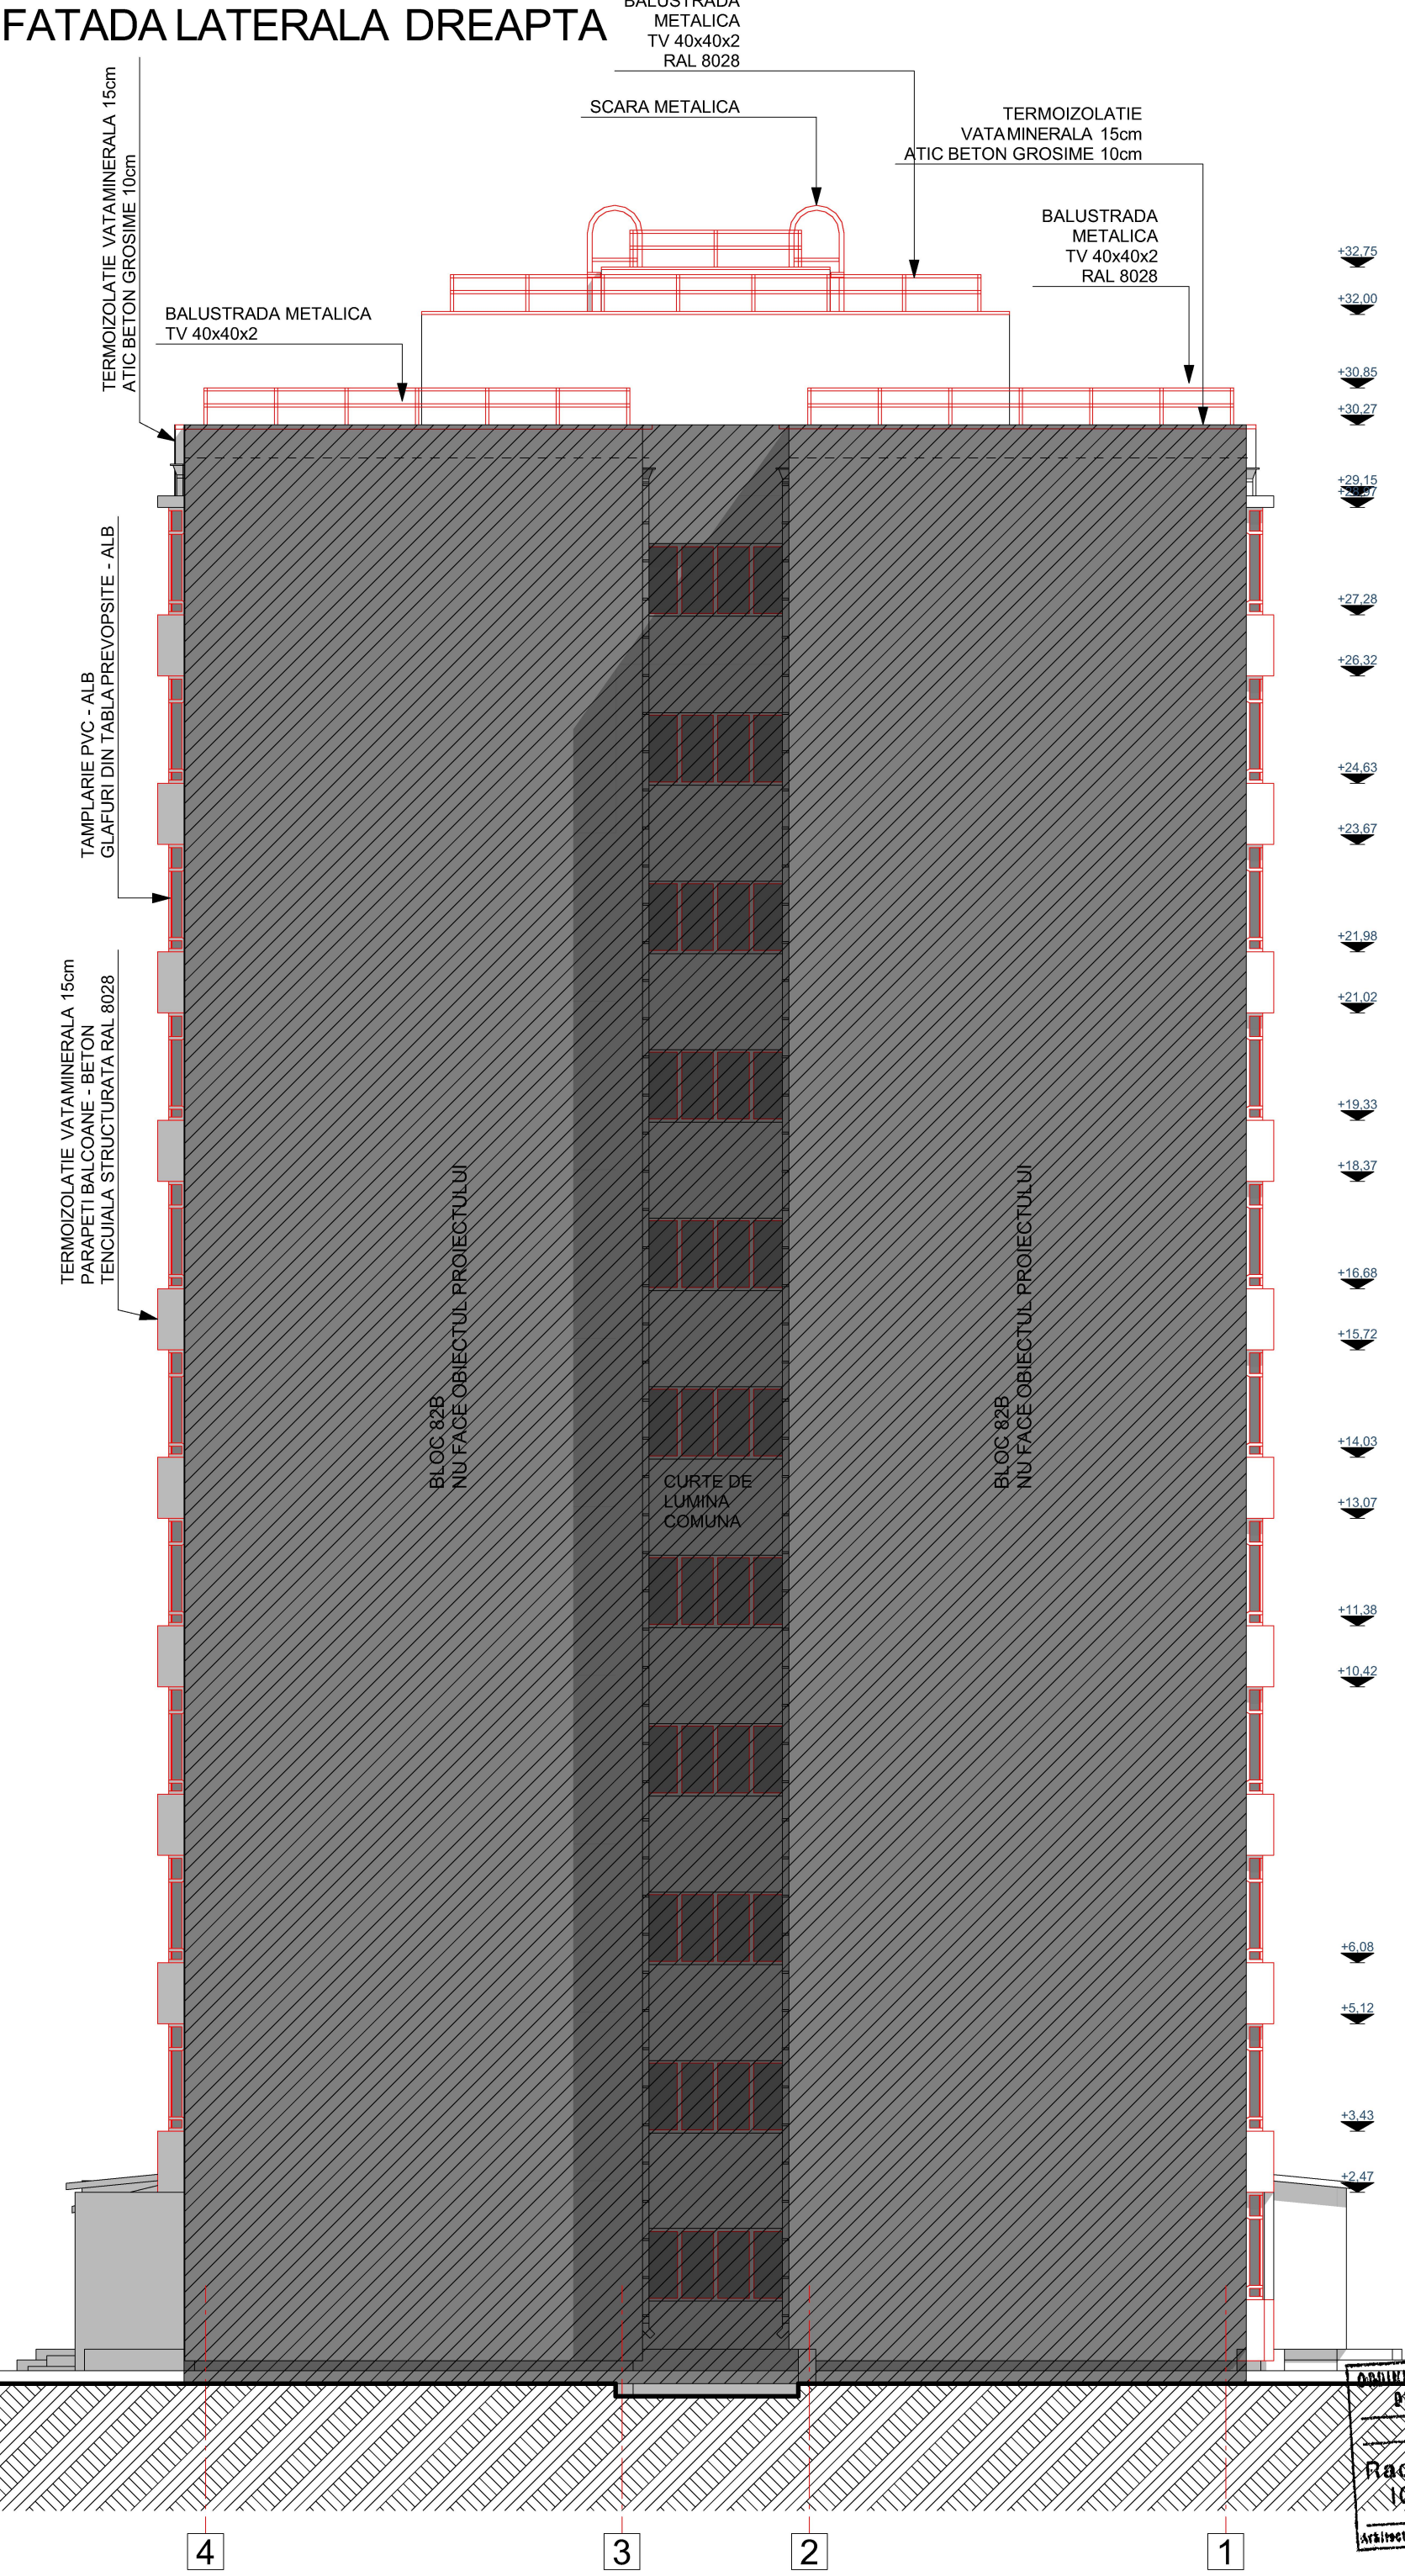 FATADA LATERALA DREAPTA
BALUSTRADA
METALICA
TV 40x40x2
RAL 8028
SCARA METALICA
TERMOIZOLATIE
VATAMINERALA 15cm
ATIC BETON GROSIME 10cm
BALUSTRADA
METALICA
TV 40x40x2
RAL 8028
BALUSTRADA METALICA
TV 40x40x2
TERMOIZOLATIE VATAMINERALA 15cm
ATIC BETON GROSIME 10cm
TAMPLARIE PVC - ALB
GLAFURI DIN TABLA PREVOPSITE - ALB
TERMOIZOLATIE VATAMINERALA 15cm
PARAPETI BALCOANE - BETON
TENCUIALA STRUCTURATA RAL 8028
BLOC 82B
NU FACE OBIECTUL PROIECTULUI
CURTE DE
LUMINA
COMUNA
BLOC 82B
NU FACE OBIECTUL PROIECTULUI
+32,75
+32,00
+30,85
+30,27
+29,15
+27,28
+26,32
+24,63
+23,67
+21,98
+21,02
+19,33
+18,37
+16,68
+15,72
+14,03
+13,07
+11,38
+10,42
+6,08
+5,12
+3,43
+2,47
4
3
2
1